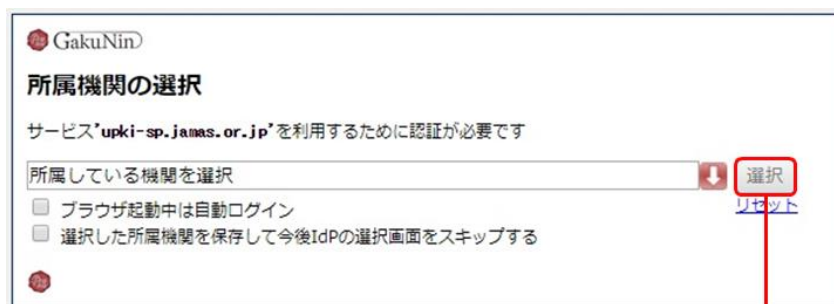 GakuNin
所属機関の選択
サービス'upki-sp.jamas.or.jp'を利用するために認証が必要です
所属している機関を選択 選択
ブラウザ起動中は自動ログイン リセット
選択した所属機関を保存して今後IdPの選択画面をスキップする